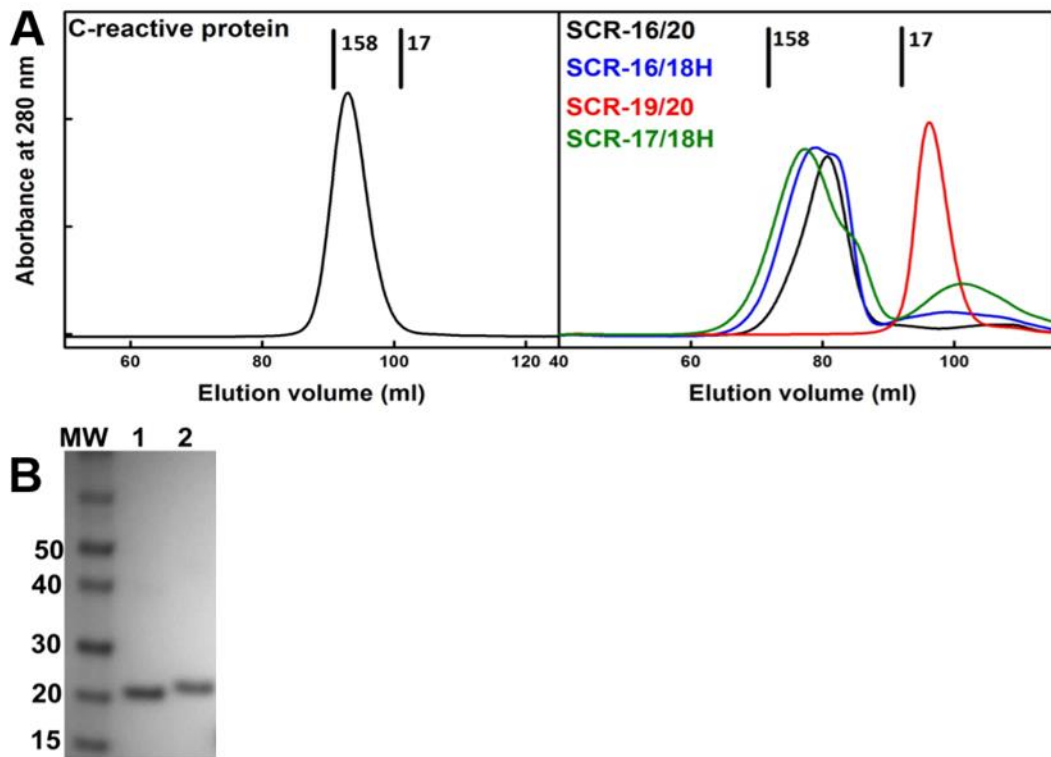 A
C-reactive protein
158
17
Absorbance at 280 nm
60
80
100
120
Elution volume (ml)
SCR-16/20
SCR-16/18H
SCR-19/20
SCR-17/18H
158
17
40
60
80
100
Elution volume (ml)
B
MW 1 2
50
40
30
20
15